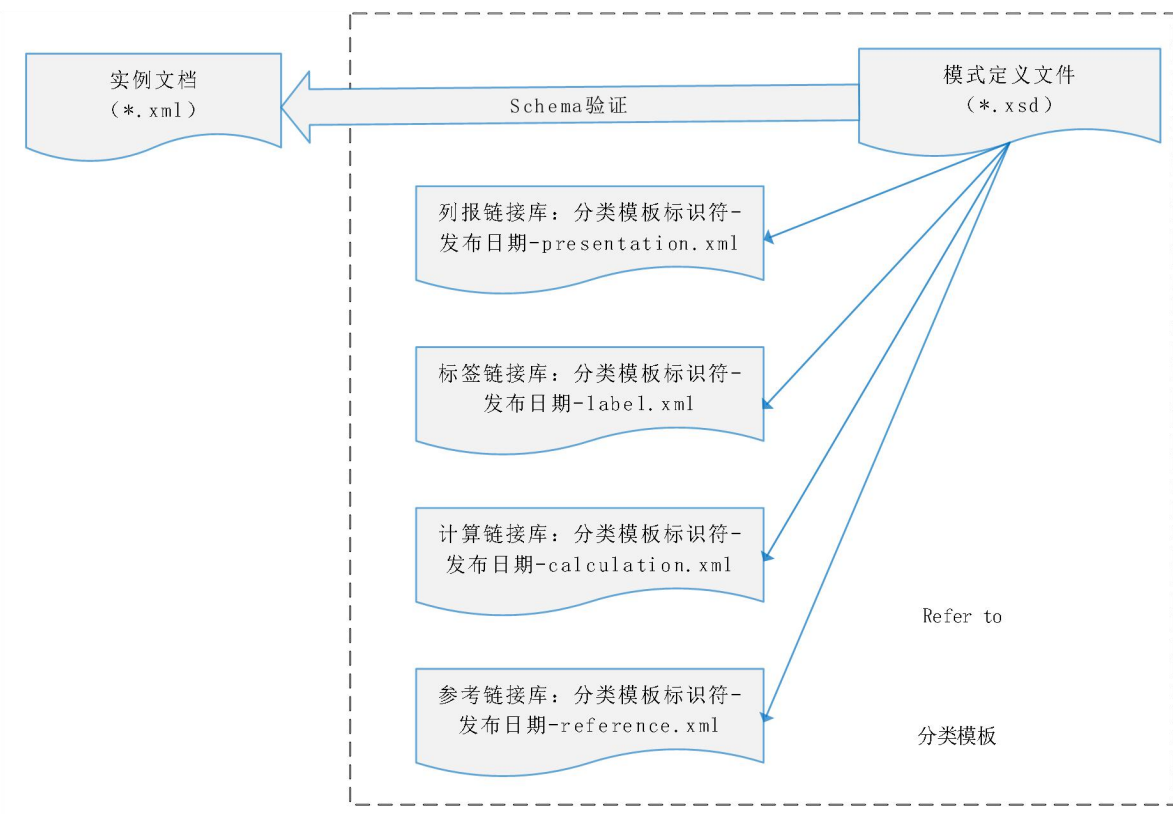 实例文档
（*.xml）
模式定义文件
（*.xsd）
Schema验证
列报链接库：分类模板标识符-
发布日期-presentation.xml
标签链接库：分类模板标识符-
发布日期-label.xml
计算链接库：分类模板标识符-
发布日期-calculation.xml
Refer to
参考链接库：分类模板标识符-
发布日期-reference.xml
分类模板